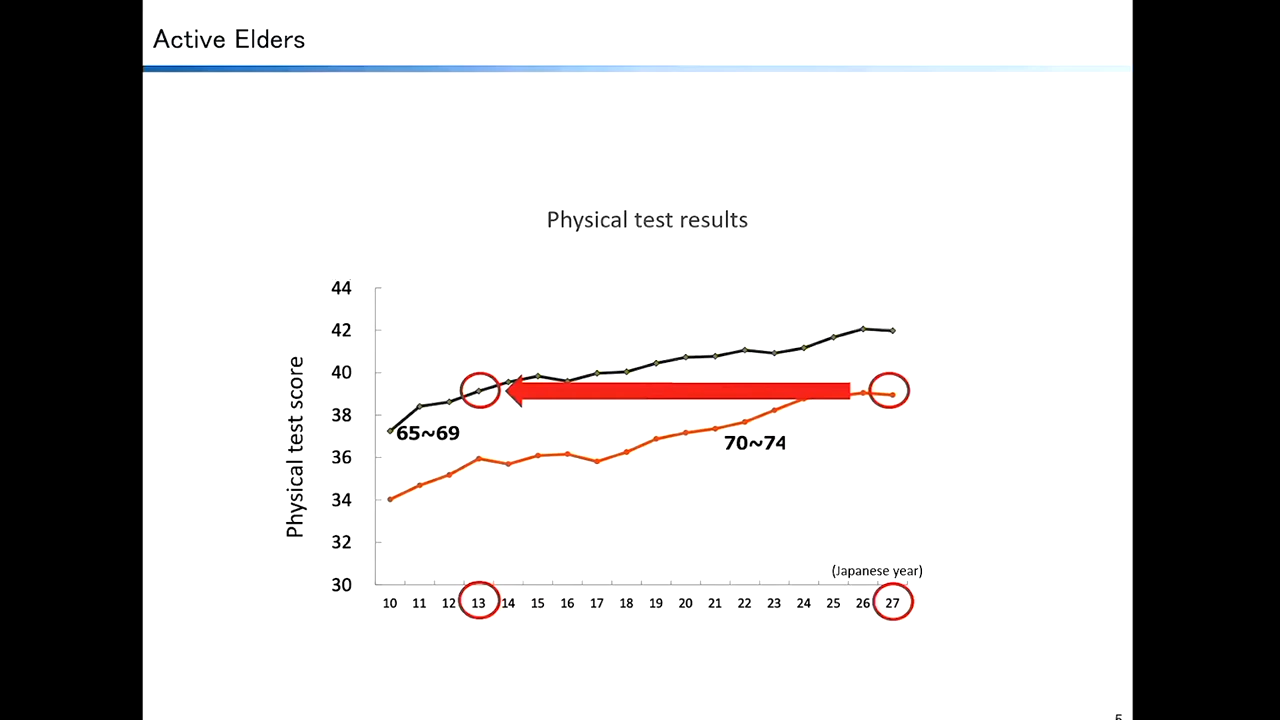 Active Elders
Physical test results
Physical test score
44
42
40
38
36
34
32
30
65~69
70~74
(Japanese year)
10 11 12 13 14 15 16 17 18 19 20 21 22 23 24 25 26 27
5